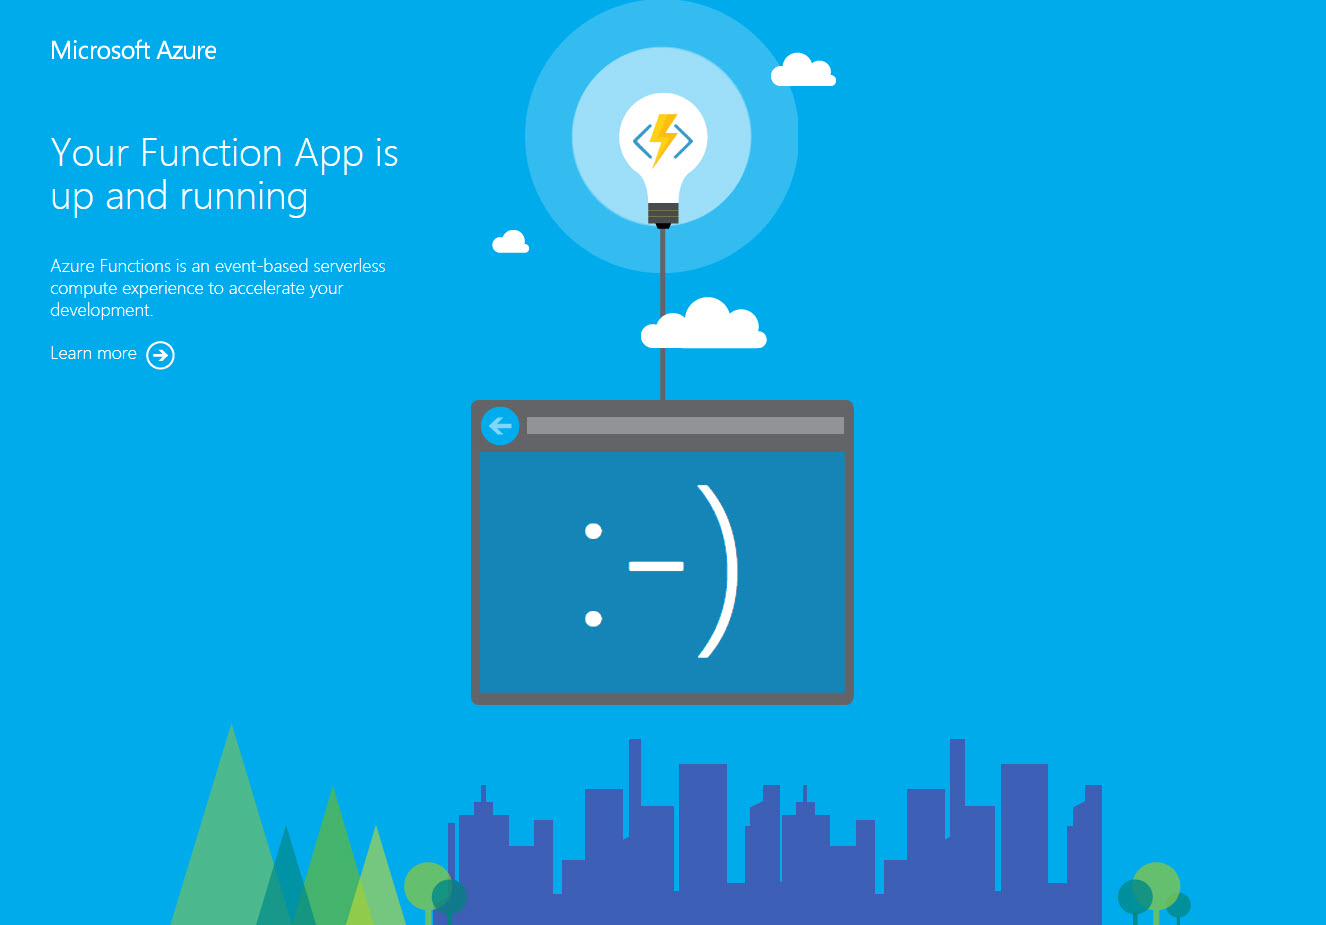 Microsoft Azure
Your Function App is
up and running
Azure Functions is an event-based serverless
compute experience to accelerate your
development.
Learn more
:-)